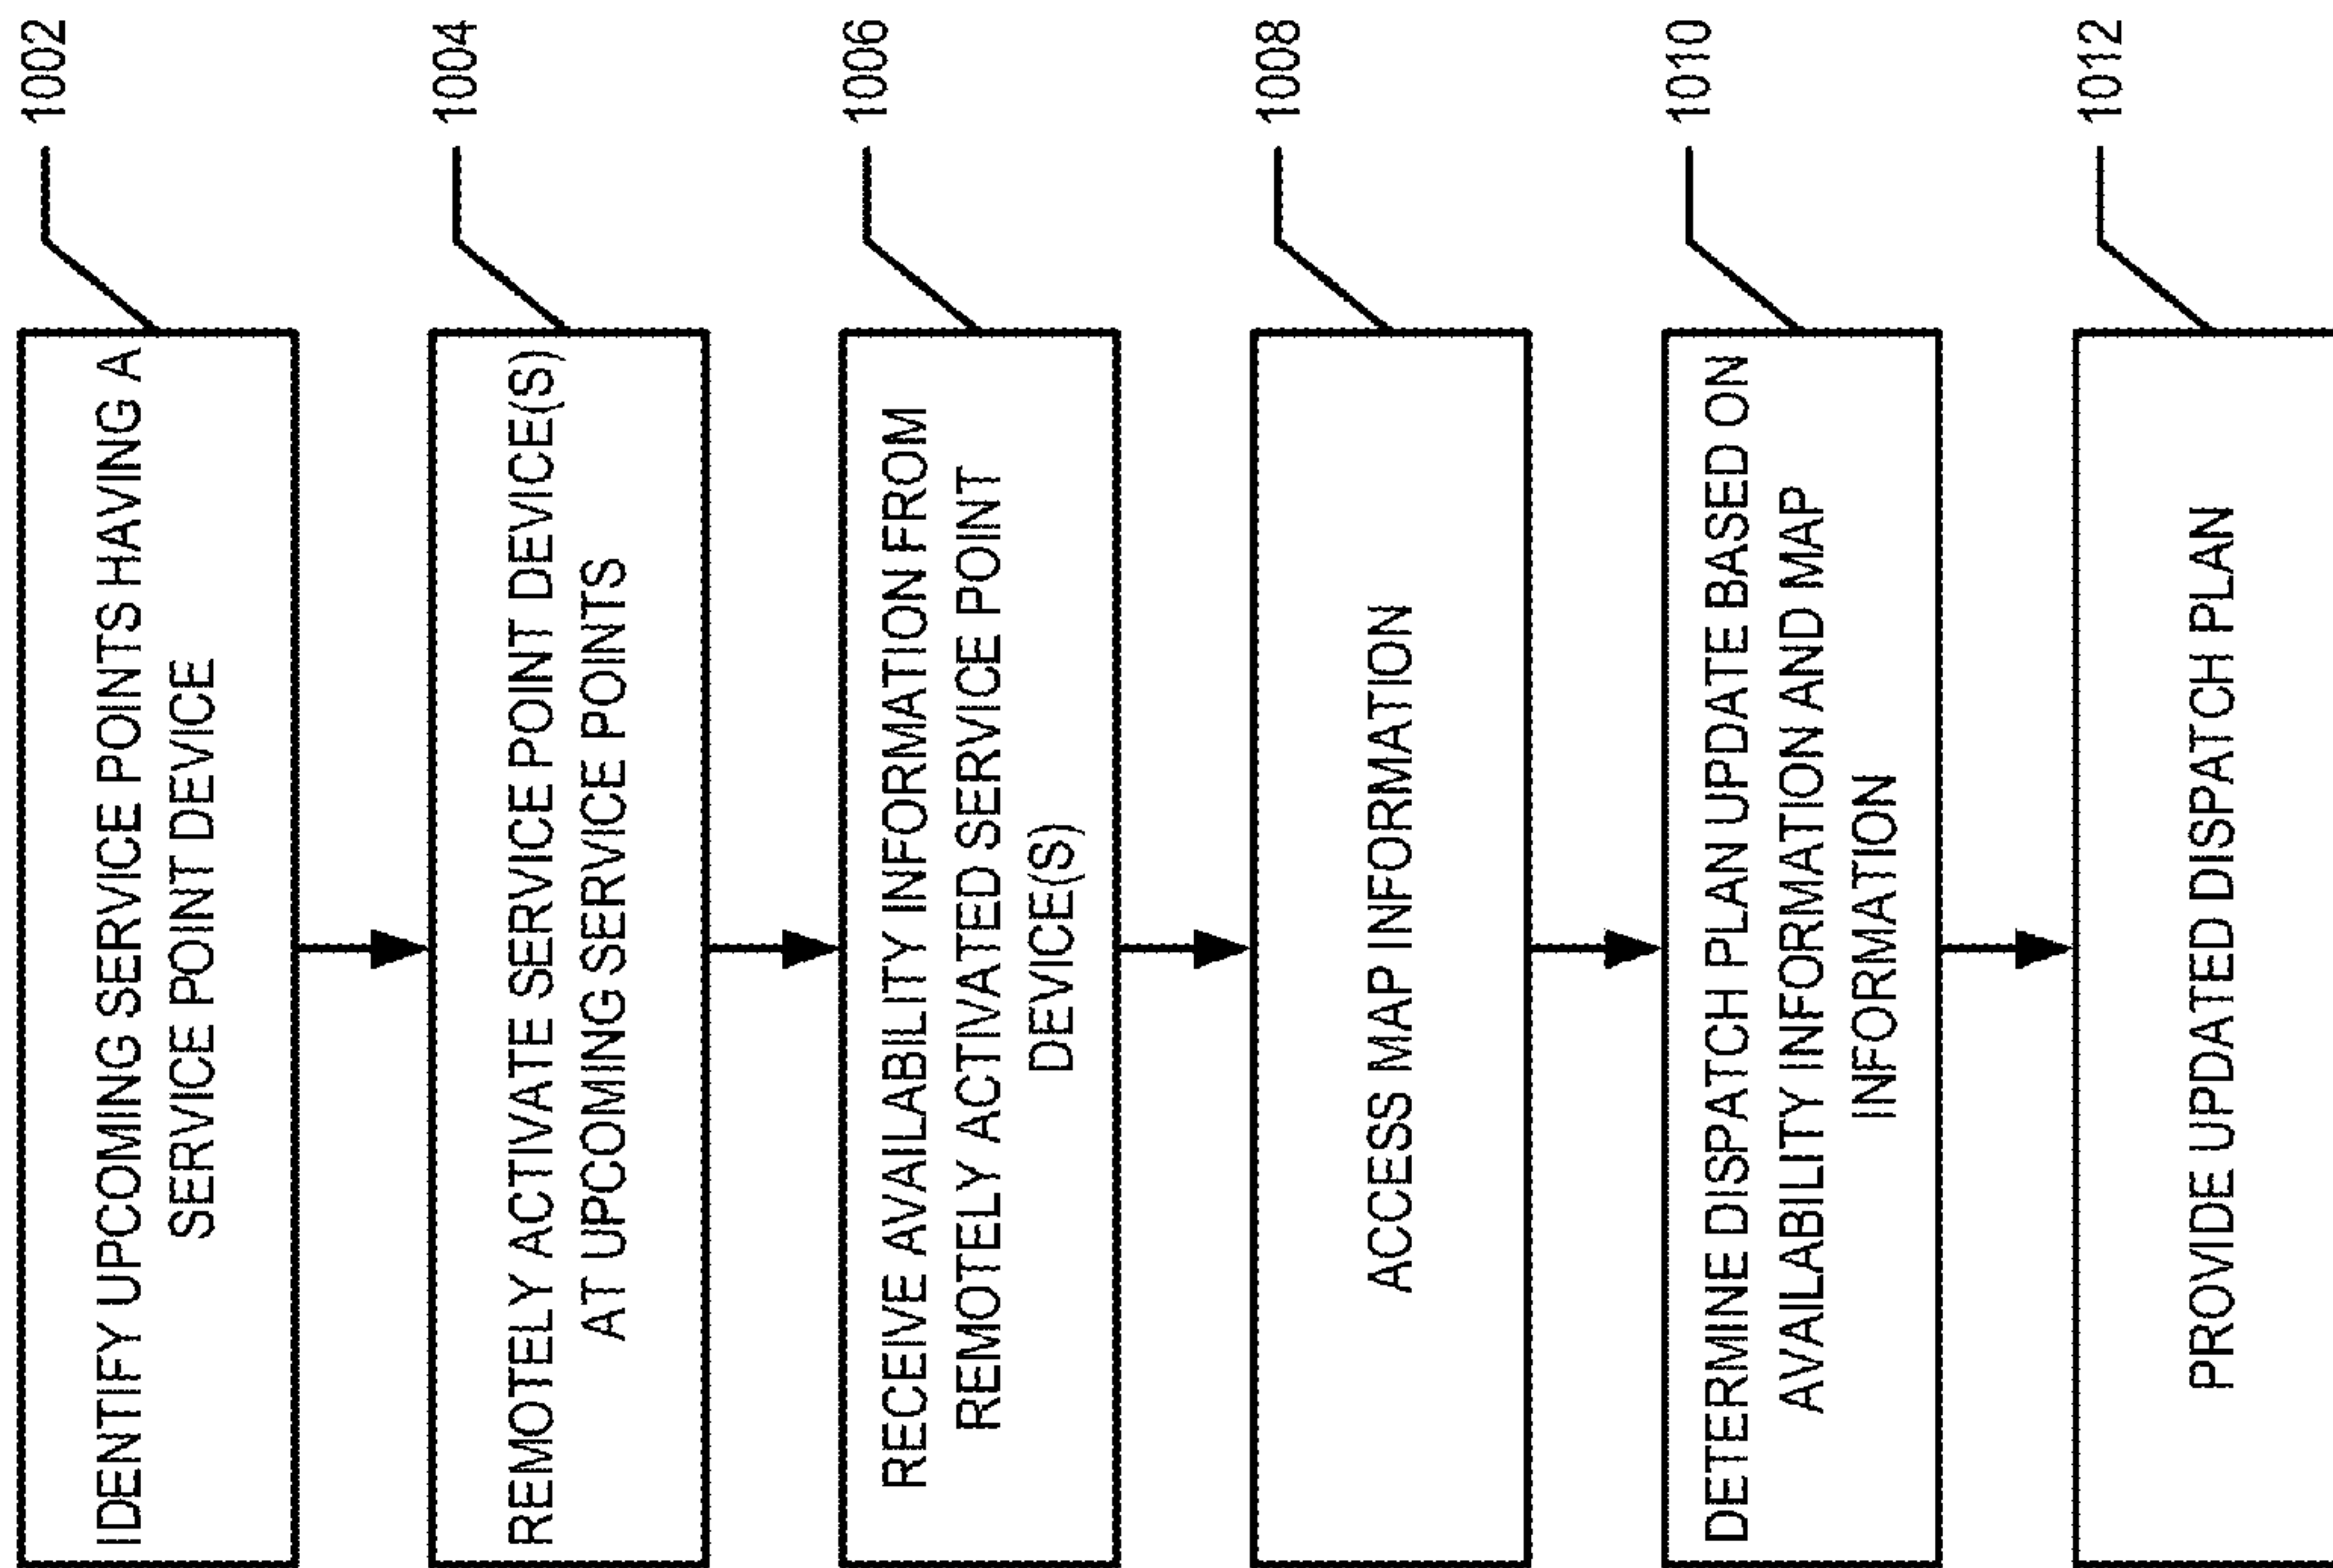 IDENTIFY UPCOMING SERVICE POINTS HAVING A
SERVICE POINT DEVICE
1002
REMOTELY ACTIVATE SERVICE POINT DEVICE(S)
AT UPCOMING SERVICE POINTS
1004
RECEIVE AVAILABILITY INFORMATION FROM
REMOTELY ACTIVATED SERVICE POINT
DEVICE(S)
1006
ACCESS MAP INFORMATION
1008
DETERMINE DISPATCH PLAN UPDATE BASED ON
AVAILABILITY INFORMATION AND MAP
INFORMATION
1010
PROVIDE UPDATED DISPATCH PLAN
1012